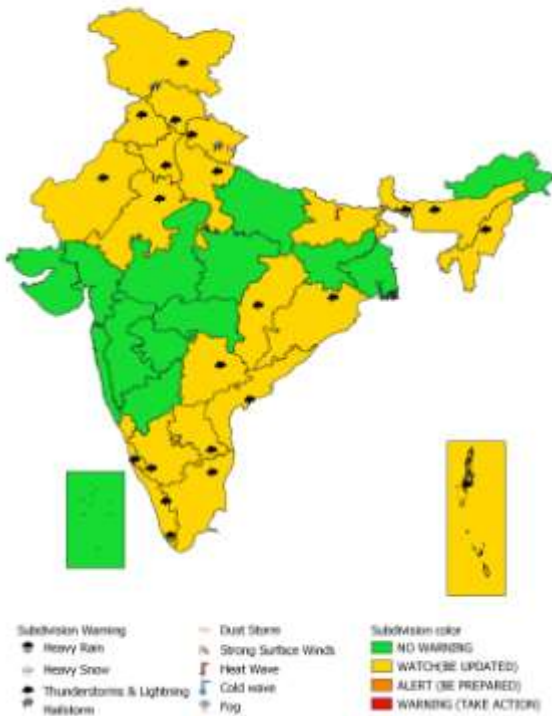 Subdivision Warning
Heavy Rain
Heavy Snow
Thunderstorms & Lightning
Hailstorm
Dust Storm
Strong Surface Winds
Heat Wave
Cold wave
Fog
Subdivision color
NO WARNING
WATCH(BE UPDATED)
ALERT (BE PREPARED)
WARNING (TAKE ACTION)